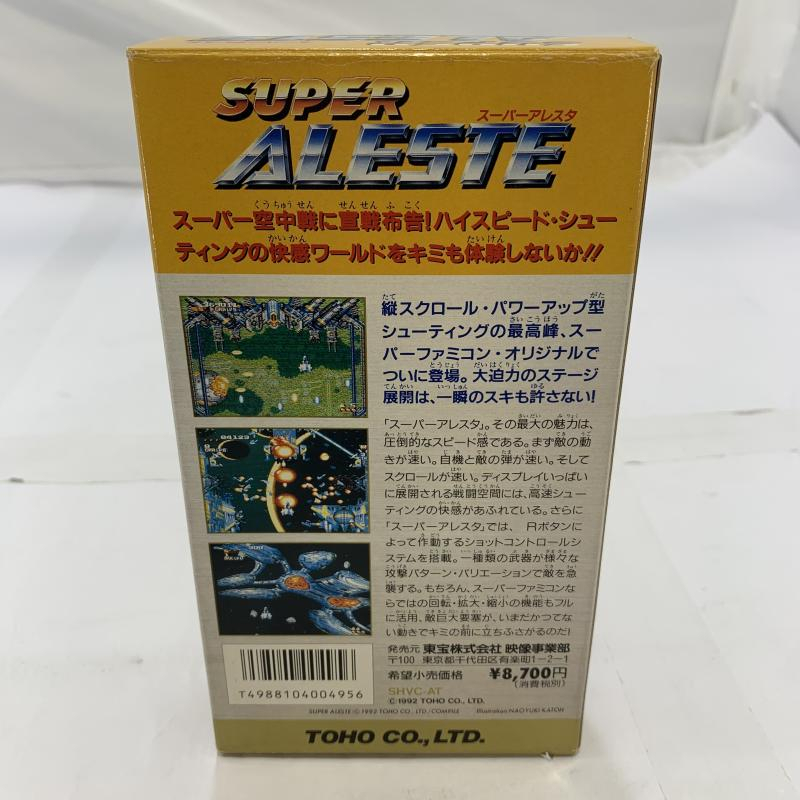 SUPER
スーパーアレスタ
ALESTE
スーパー空中戦に宣戦布告!ハイスピード・シュー
ティングの快感ワールドをキミも体験しないか!!
縦スクロール・パワーアップ型
シューティングの最高峰、スー
パーファミコン・オリジナルで
ついに登場。大迫力のステージ
展開は、一瞬のスキも許さない!
「スーパーアレスタ」。その最大の魅力は、
圧倒的なスピード感である。まず敵の動
きが速い。自機と敵の弾が速い。そして
スクロールが速い。ディスプレイいっぱい
に展開される戦闘空間には、高速シュー
ティングの快感があふれている。さらに
「スーパーアレスタ」では、Rボタンに
よって作動するショットコントロールシ
ステムを搭載。一種類の武器が様々な
攻撃パターン・バリエーションで敵を急
襲する。もちろん、スーパーファミコンな
らではの回転・拡大・縮小の機能もフル
に活用、敵巨大要塞が、いまだかつてな
い動きでキミの前に立ちふさがるのだ!
発売元 東宝株式会社 映像事業部
〒100 東京都千代田区有楽町1-2-1
希望小売価格 ¥8,700円
(消費税別)
SHVC-AT
©1992 TOHO CO., LTD.
T4988104004956
SUPER ALESTE ©1992 TOHO CO., LTD./COMPILE Illustration NAOYUKI KATOH
TOHO CO., LTD.